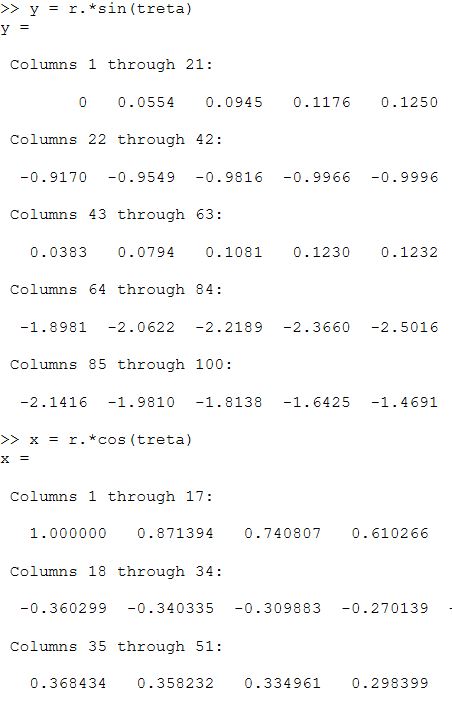 >> y = r.*sin(treta)
y =
Columns 1 through 21:
0 0.0554 0.0945 0.1176 0.1250
Columns 22 through 42:
-0.9170 -0.9549 -0.9816 -0.9966 -0.9996
Columns 43 through 63:
0.0383 0.0794 0.1081 0.1230 0.1232
Columns 64 through 84:
-1.8981 -2.0622 -2.2189 -2.3660 -2.5016
Columns 85 through 100:
-2.1416 -1.9810 -1.8138 -1.6425 -1.4691
>> x = r.*cos(treta)
x =
Columns 1 through 17:
1.000000 0.871394 0.740807 0.610266
Columns 18 through 34:
-0.360299 -0.340335 -0.309883 -0.270139 -
Columns 35 through 51:
0.368434 0.358232 0.334961 0.298399